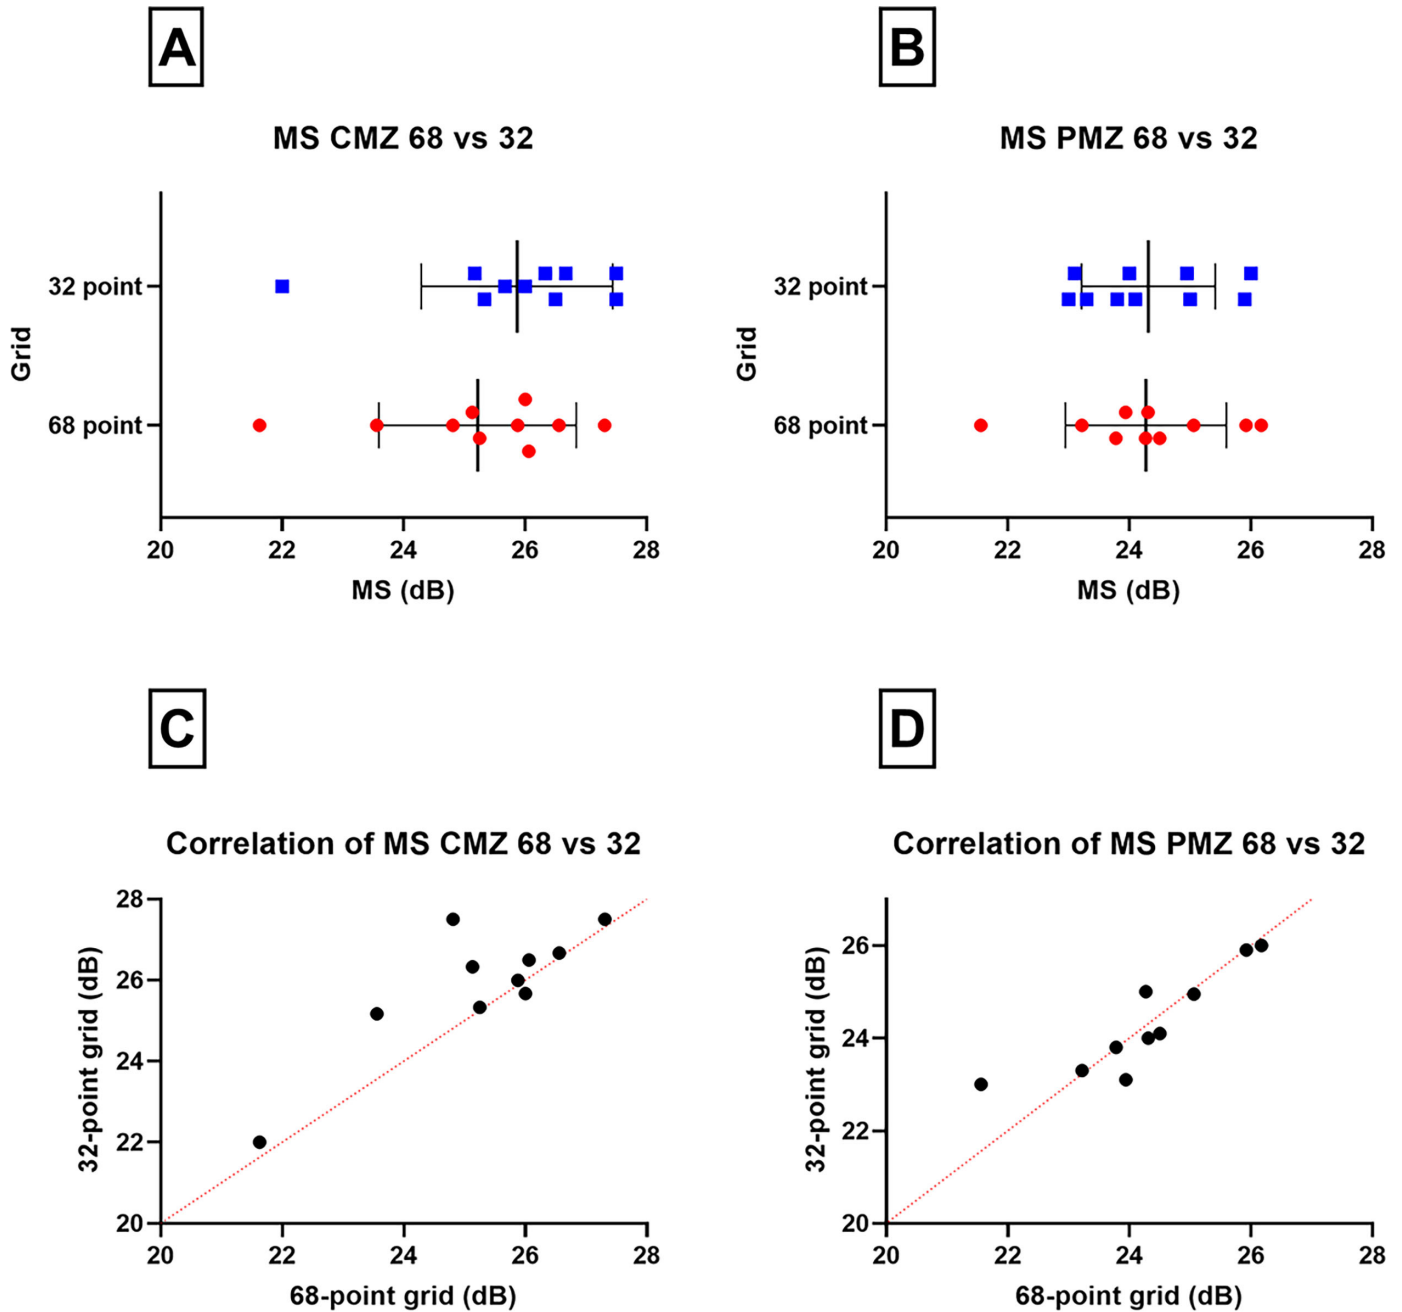 A
MS CMZ 68 vs 32
Grid
32 point
68 point
20 22 24 26 28
MS (dB)
B
MS PMZ 68 vs 32
Grid
32 point
68 point
20 22 24 26 28
MS (dB)
C
Correlation of MS CMZ 68 vs 32
32-point grid (dB)
28
26
24
22
20
20 22 24 26 28
68-point grid (dB)
D
Correlation of MS PMZ 68 vs 32
32-point grid (dB)
26
24
22
20
20 22 24 26 28
68-point grid (dB)